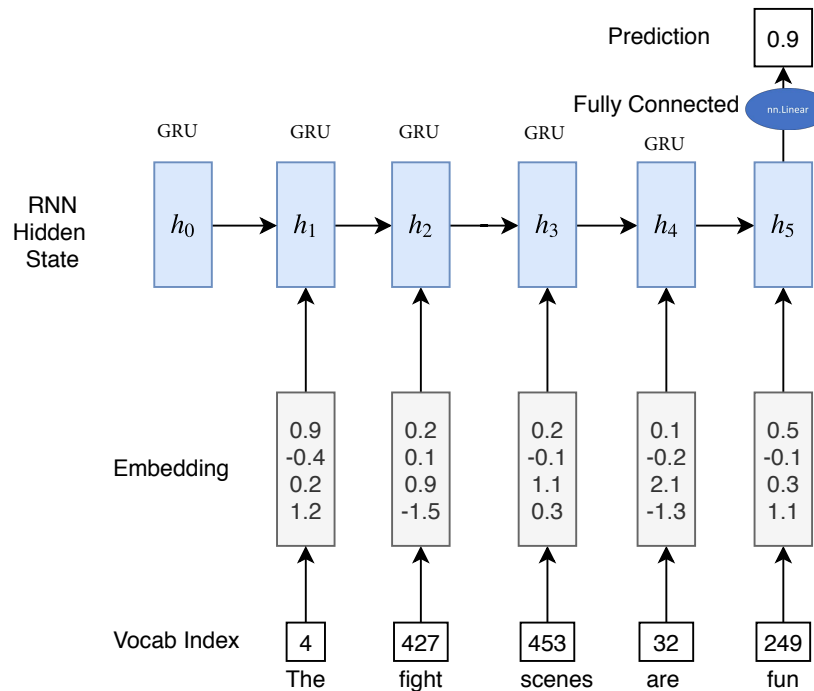 Prediction
0.9
Fully Connected
nn.Linear
GRU
GRU
GRU
GRU
GRU
RNN
Hidden
State
h0
h1
h2
h3
h4
h5
Embedding
0.9
-0.4
0.2
1.2
0.2
0.1
0.9
-1.5
0.2
-0.1
1.1
0.3
0.1
-0.2
2.1
-1.3
0.5
-0.1
0.3
1.1
Vocab Index
4
427
453
32
249
The
fight
scenes
are
fun